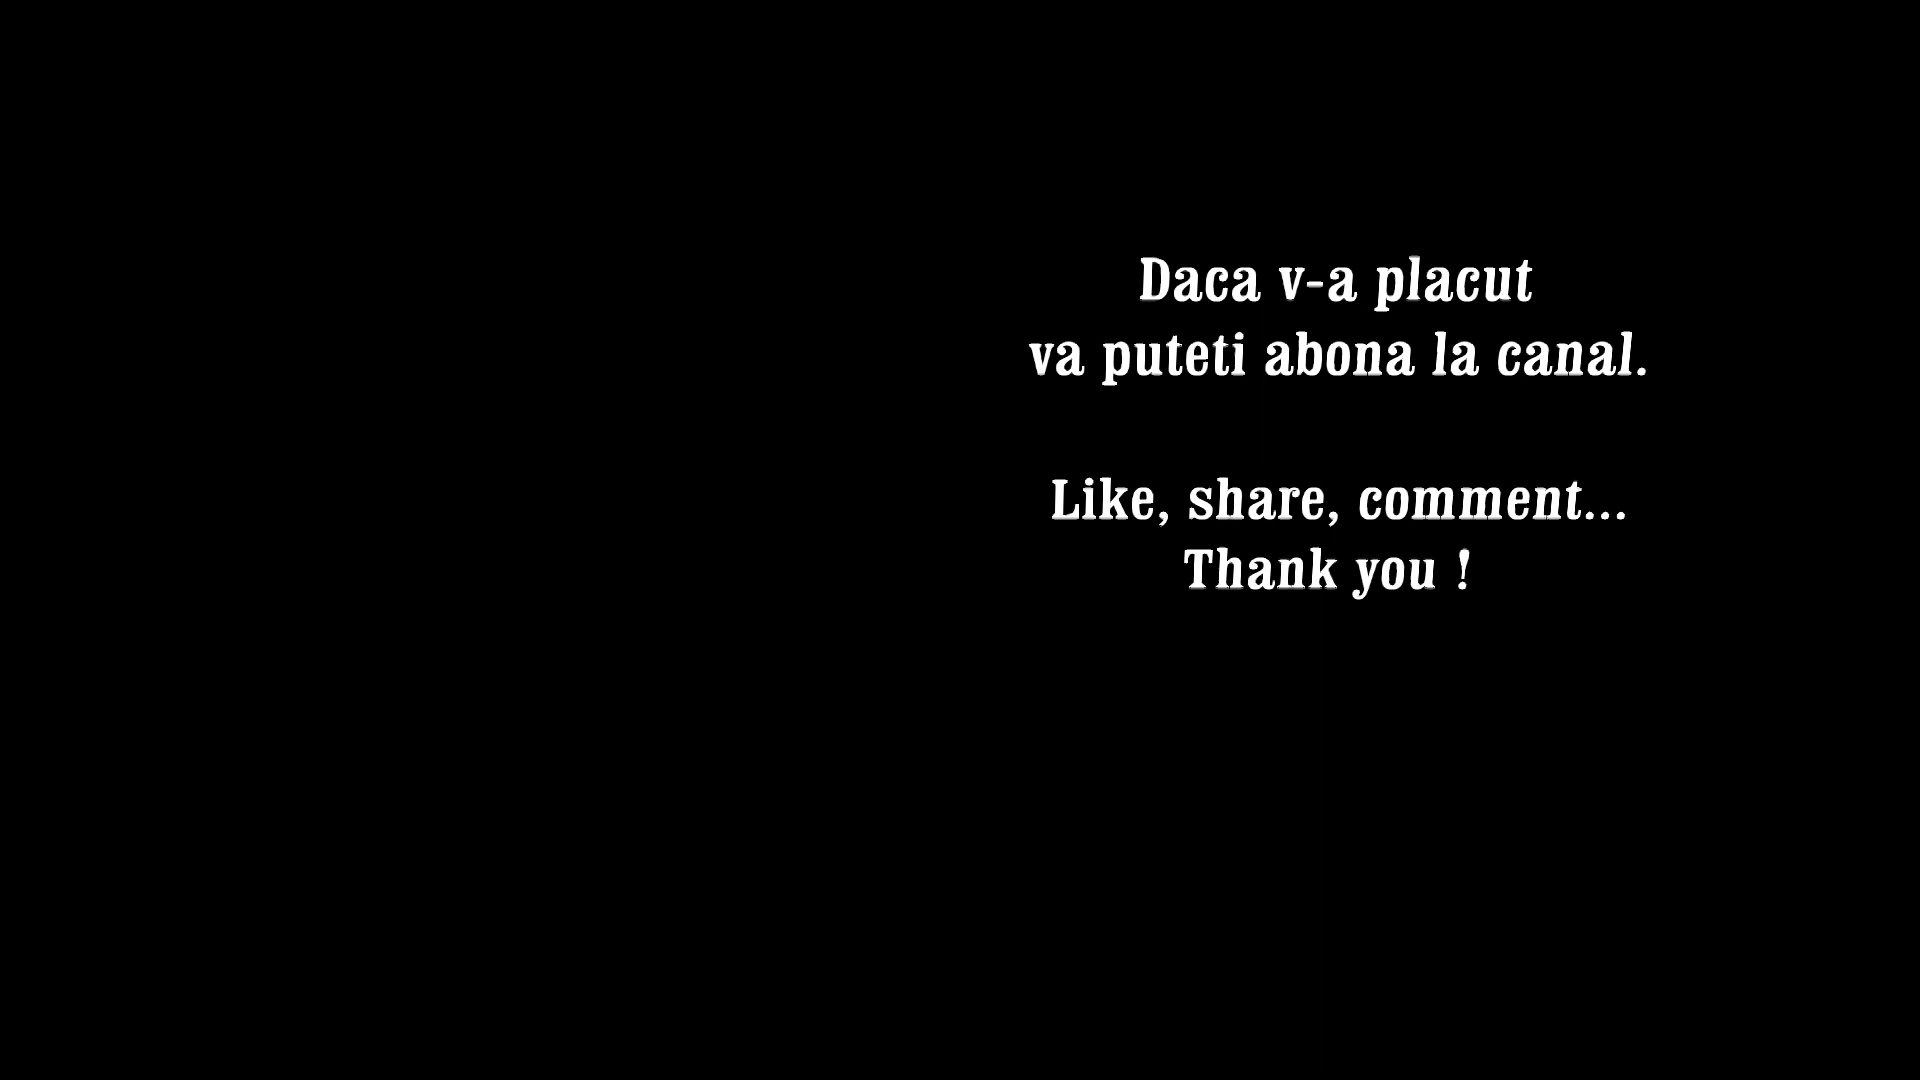 Daca v-a placut
va puteti abona la canal.
Like, share, comment...
Thank you !